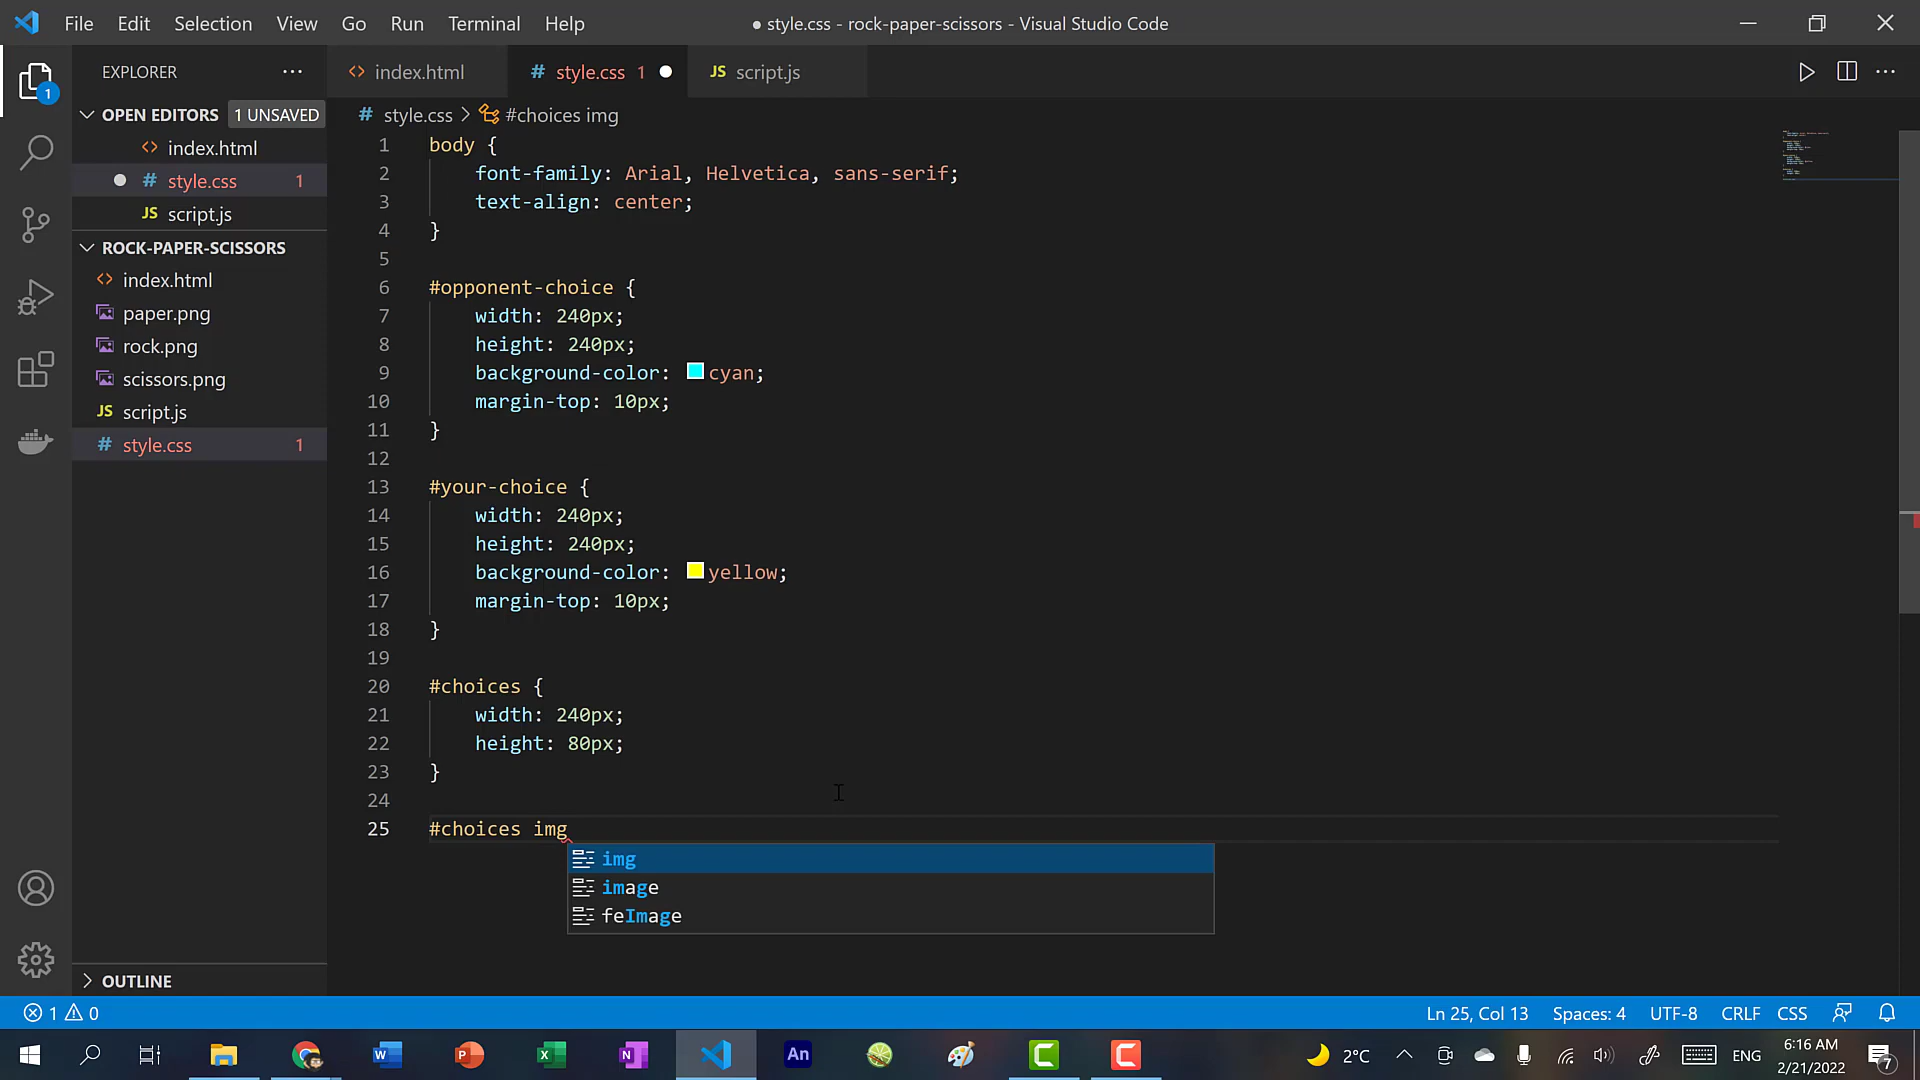 File Edit Selection View Go Run Terminal Help
● style.css - rock-paper-scissors - Visual Studio Code
EXPLORER
index.html
style.css 1
JS script.js
OPEN EDITORS 1 UNSAVED
index.html
style.css 1
JS script.js
ROCK-PAPER-SCISSORS
index.html
paper.png
rock.png
scissors.png
JS script.js
# style.css 1
OUTLINE
# style.css > #choices img
1 body {
2 font-family: Arial, Helvetica, sans-serif;
3 text-align: center;
4 }
5
6 #opponent-choice {
7 width: 240px;
8 height: 240px;
9 background-color: cyan;
10 margin-top: 10px;
11 }
12
13 #your-choice {
14 width: 240px;
15 height: 240px;
16 background-color: yellow;
17 margin-top: 10px;
18 }
19
20 #choices {
21 width: 240px;
22 height: 80px;
23 }
24
25 #choices img
img
image
feImage
1 0
Ln 25, Col 13 Spaces: 4 UTF-8 CRLF CSS
2°C ENG 6:16 AM
2/21/2022 7